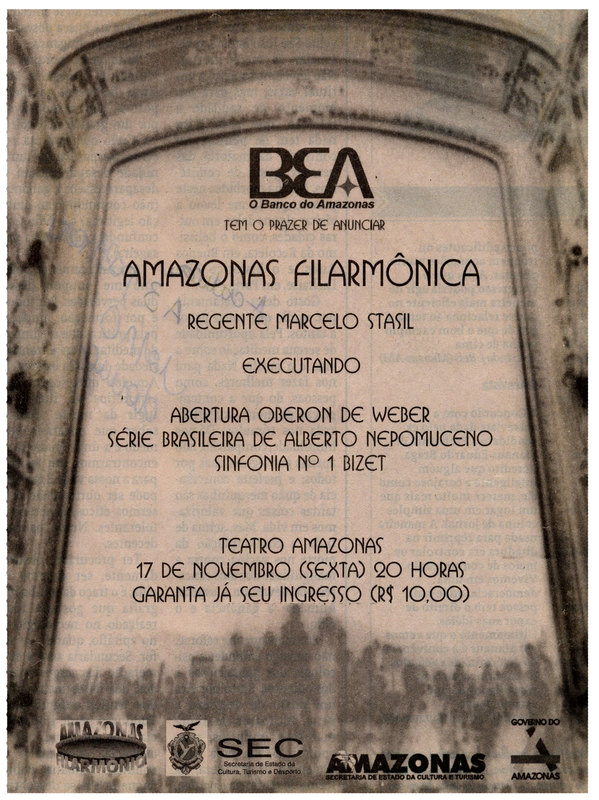 BEA
O Banco do Amazonas
TEM O PRAZER DE ANUNCIAR
AMAZONAS FILARMÔNICA
REGENTE MARCELO STASIL
EXECUTANDO
ABERTURA OBERON DE WEBER
SÉRIE BRASILEIRA DE ALBERTO NEPOMUCENO
SINFONIA Nº 1 BIZET
TEATRO AMAZONAS
17 DE NOVEMBRO (SEXTA) 20 HORAS
GARANTA JÁ SEU INGRESSO (R$ 10,00)
AMAZONAS
FILARMÔNICA
SEC
Secretaria de Estado da
Cultura, Turismo e Desporto
AMAZONAS
SECRETARIA DE ESTADO DA CULTURA E TURISMO
GOVERNO DO
AMAZONAS